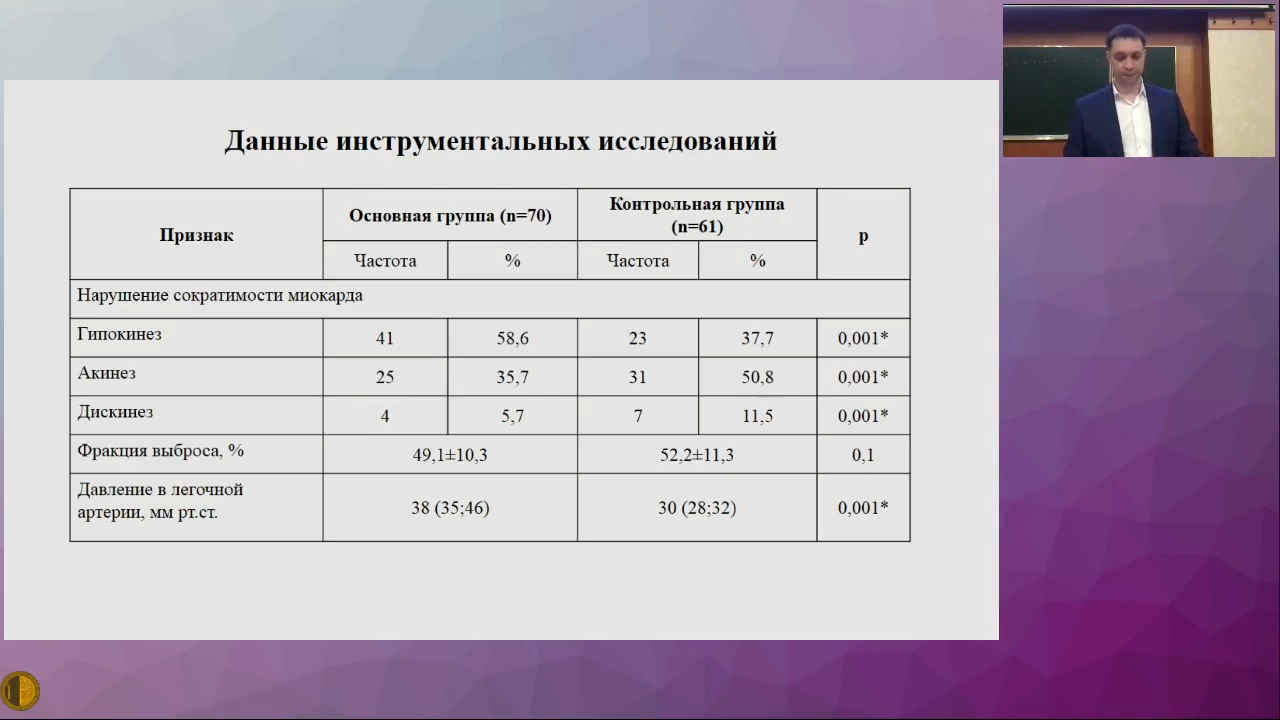 Данные инструментальных исследований
Признак
Основная группа (n=70)
Контрольная группа
(n=61)
р
Частота
%
Частота
%
Нарушение сократимости миокарда
Гипокинез
41
58,6
23
37,7
0,001*
Акинез
25
35,7
31
50,8
0,001*
Дискинез
4
5,7
7
11,5
0,001*
Фракция выброса, %
49,1±10,3
52,2±11,3
0,1
Давление в легочной
артерии, мм рт.ст.
38 (35;46)
30 (28;32)
0,001*